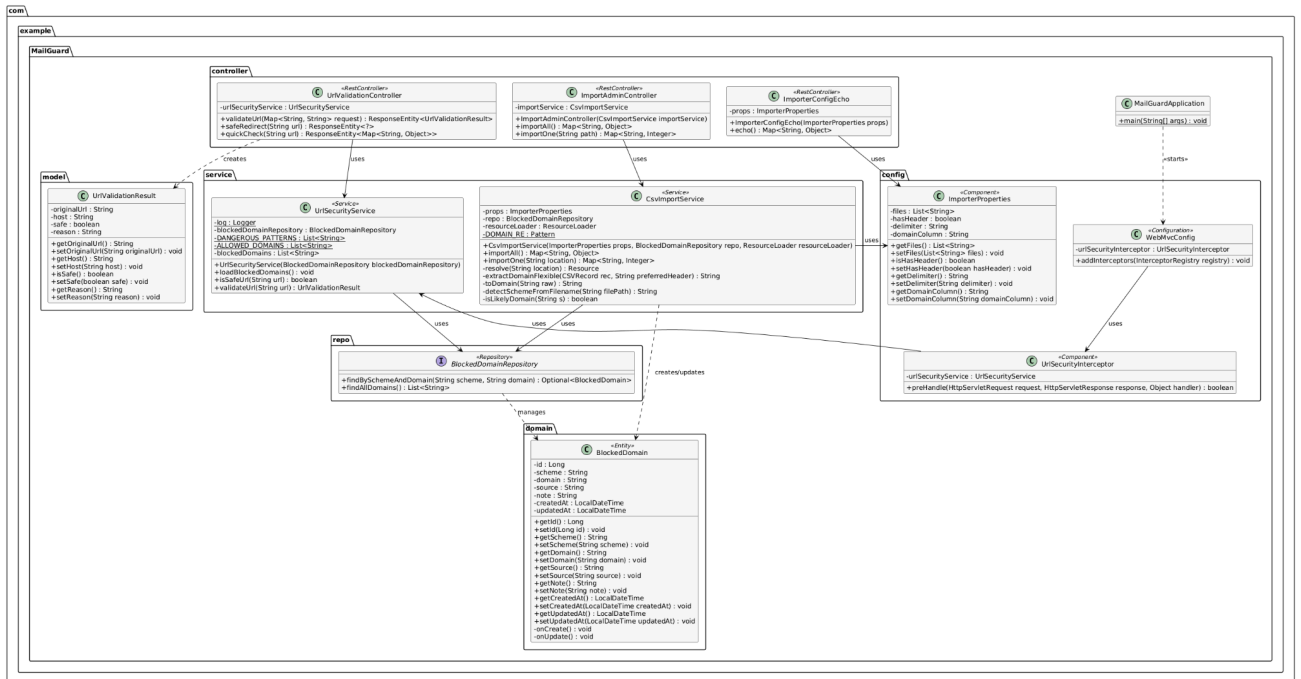 com
example
MailGuard
controller
«RestController»
UrlValidationController
-urlSecurityService : UrlSecurityService
+validateUrl(Map<String, String> request) : ResponseEntity<UrlValidationResult>
+safeRedirect(String url) : ResponseEntity<?>
+quickCheck(String url) : ResponseEntity<Map<String, Object>>
«RestController»
ImportAdminController
-importService : CsvImportService
+ImportAdminController(CsvImportService importService)
+importAll() : Map<String, Object>
+importOne(String path) : Map<String, Integer>
«RestController»
ImporterConfigEcho
-props : ImporterProperties
+ImporterConfigEcho(ImporterProperties props)
+echo() : Map<String, Object>
MailGuardApplication
+main(String[] args) : void
creates
uses
uses
uses
«starts»
model
UrlValidationResult
-originalUrl : String
-host : String
-safe : boolean
-reason : String
+getOriginalUrl() : String
+setOriginalUrl(String originalUrl) : void
+getHost() : String
+setHost(String host) : void
+isSafe() : boolean
+setSafe(boolean safe) : void
+getReason() : String
+setReason(String reason) : void
service
«Service»
UrlSecurityService
-log : Logger
-blockedDomainRepository : BlockedDomainRepository
-DANGEROUS_PATTERNS : List<String>
-ALLOWED_DOMAINS : List<String>
-blockedDomains : List<String>
+UrlSecurityService(BlockedDomainRepository blockedDomainRepository)
+loadBlockedDomains() : void
+isSafeUrl(String url) : boolean
+validateUrl(String url) : UrlValidationResult
«Service»
CsvImportService
-props : ImporterProperties
-repo : BlockedDomainRepository
-resourceLoader : ResourceLoader
-DOMAIN_RE : Pattern
+CsvImportService(ImporterProperties props, BlockedDomainRepository repo, ResourceLoader resourceLoader)
+importAll() : Map<String, Object>
+importOne(String location) : Map<String, Integer>
-resolve(String location) : Resource
-extractDomainFlexible(CSVRecord rec, String preferredHeader) : String
-toDomain(String raw) : String
-detectSchemeFromFilename(String filePath) : String
-isLikelyDomain(String s) : boolean
uses
config
«Component»
ImporterProperties
-files : List<String>
-hasHeader : boolean
-delimiter : String
-domainColumn : String
+getFiles() : List<String>
+setFiles(List<String> files) : void
+isHasHeader() : boolean
+setHasHeader(boolean hasHeader) : void
+getDelimiter() : String
+setDelimiter(String delimiter) : void
+getDomainColumn() : String
+setDomainColumn(String domainColumn) : void
«Configuration»
WebMvcConfig
-urlSecurityInterceptor : UrlSecurityInterceptor
+addInterceptors(InterceptorRegistry registry) : void
uses
uses
uses
uses
repo
«Repository»
BlockedDomainRepository
+findBySchemeAndDomain(String scheme, String domain) : Optional<BlockedDomain>
+findAllDomains() : List<String>
«Component»
UrlSecurityInterceptor
-urlSecurityService : UrlSecurityService
+preHandle(HttpServletRequest request, HttpServletResponse response, Object handler) : boolean
creates/updates
manages
domain
«Entity»
BlockedDomain
-id : Long
-scheme : String
-domain : String
-source : String
-note : String
-createdAt : LocalDateTime
-updatedAt : LocalDateTime
+getId() : Long
+setId(Long id) : void
+getScheme() : String
+setScheme(String scheme) : void
+getDomain() : String
+setDomain(String domain) : void
+getSource() : String
+setSource(String source) : void
+getNote() : String
+setNote(String note) : void
+getCreatedAt() : LocalDateTime
+setCreatedAt(LocalDateTime createdAt) : void
+getUpdatedAt() : LocalDateTime
+setUpdatedAt(LocalDateTime updatedAt) : void
-onCreate() : void
-onUpdate() : void